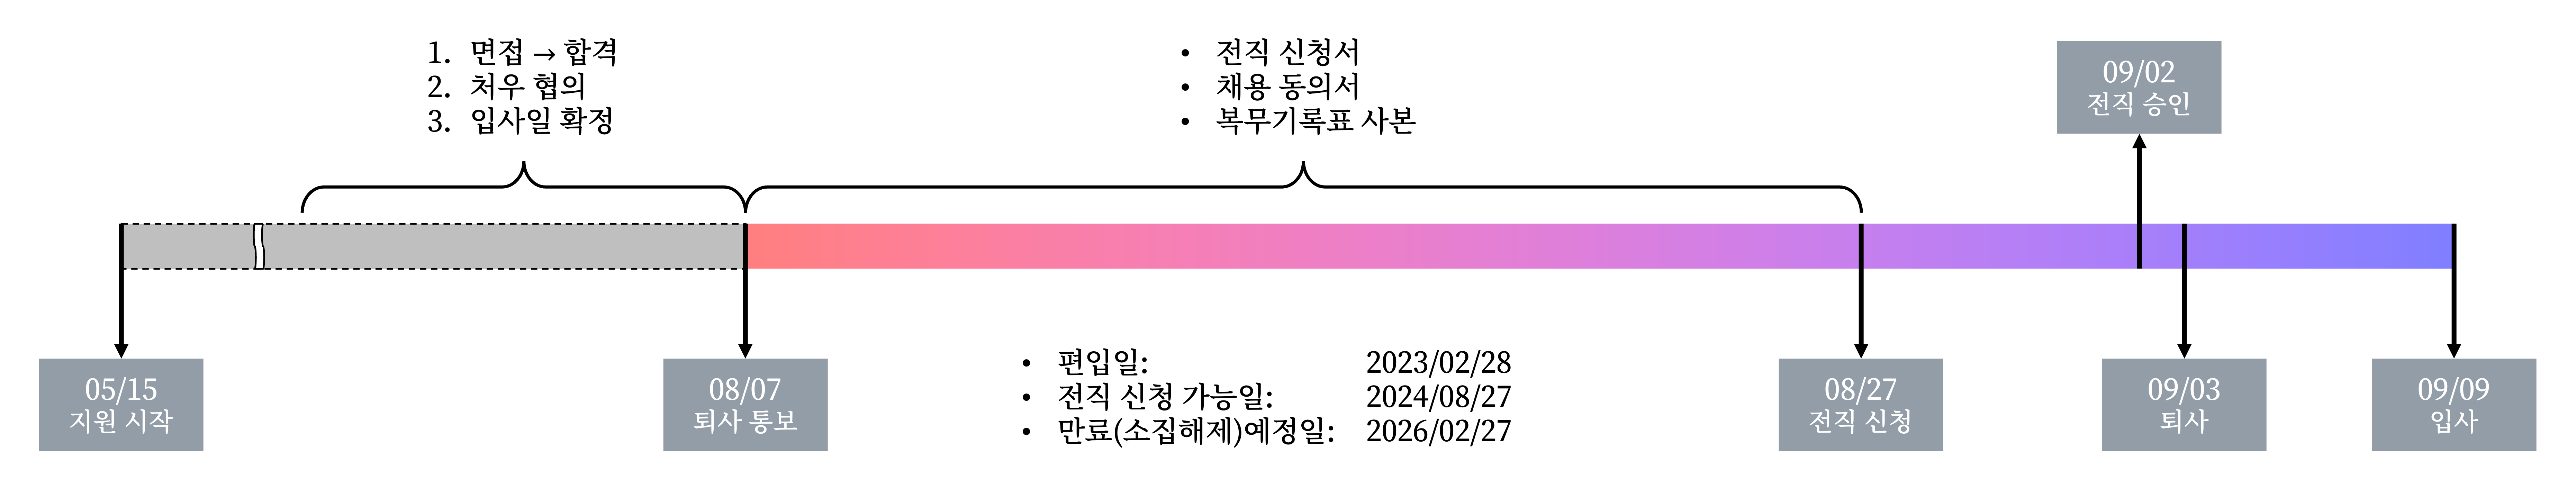 1. 면접 → 합격
2. 처우 협의
3. 입사일 확정
• 전직 신청서
• 채용 동의서
• 복무기록표 사본
09/02
전직 승인
05/15
지원 시작
08/07
퇴사 통보
• 편입일: 2023/02/28
• 전직 신청 가능일: 2024/08/27
• 만료(소집해제)예정일: 2026/02/27
08/27
전직 신청
09/03
퇴사
09/09
입사